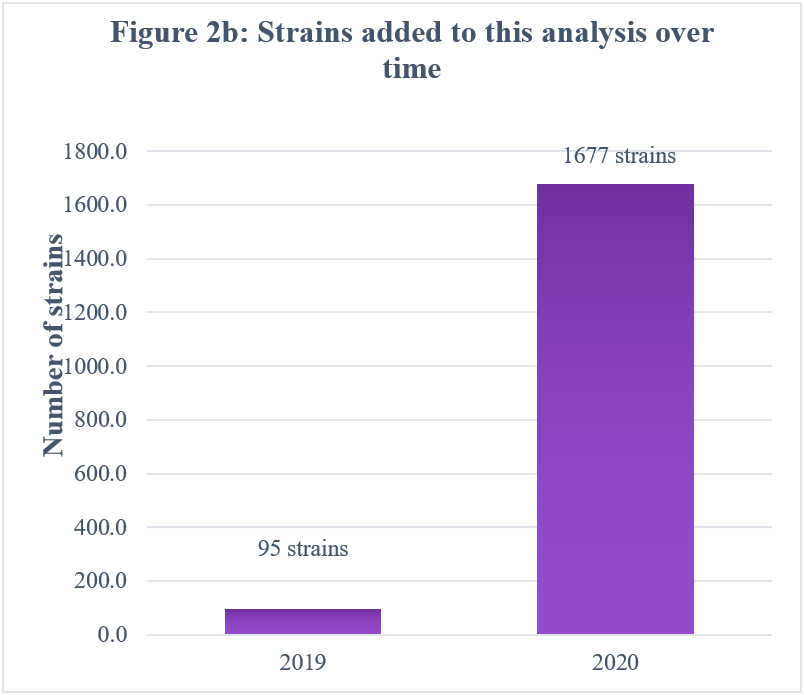 Figure 2b: Strains added to this analysis over
time
Number of strains
1800.0
1600.0
1400.0
1200.0
1000.0
800.0
600.0
400.0
200.0
0.0
1677 strains
95 strains
2019
2020